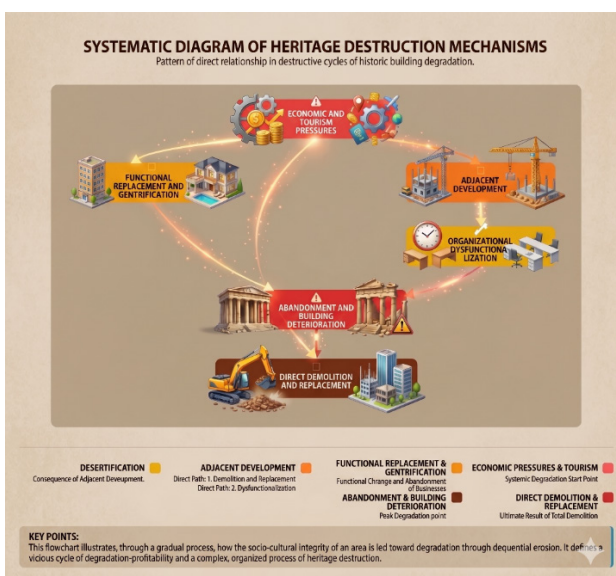 SYSTEMATIC DIAGRAM OF HERITAGE DESTRUCTION MECHANISMS
Pattern of direct relationship in destructive cycles of historic building degradation.
ECONOMIC AND
TOURISM
PRESSURES
FUNCTIONAL
REPLACEMENT AND
GENTRIFICATION
ADJACENT
DEVELOPMENT
ORGANIZATIONAL
DYSFUNCTIONAL
LIZATION
ABANDONMENT AND
BUILDING
DETERIORATION
DIRECT DEMOLITION
AND REPLACEMENT
DESERTIFICATION
Consequence of Adjacent Deveupment.
ADJACENT DEVELOPMENT
Direct Path: 1. Demolition and Replacement
Direct Path: 2. Dysfunctionalization
FUNCTIONAL REPLACEMENT &
GENTRIFICATION
Functional Change and Abandonment
of Businesses
ABANDONMENT & BUILDING
DETERIORATION
Peak Degradation point
ECONOMIC PRESSURES & TOURISM
Systemic Degradation Start Point
DIRECT DEMOLITION &
REPLACEMENT
Ultimate Result of Total Demolition
KEY POINTS:
This flowchart illustrates, through a gradual process, how the socio-cultural integrity of an area is led toward degradation through dequential erosion. It defines a
vicious cycle of degradation-profitability and a complex, organized process of heritage destruction.